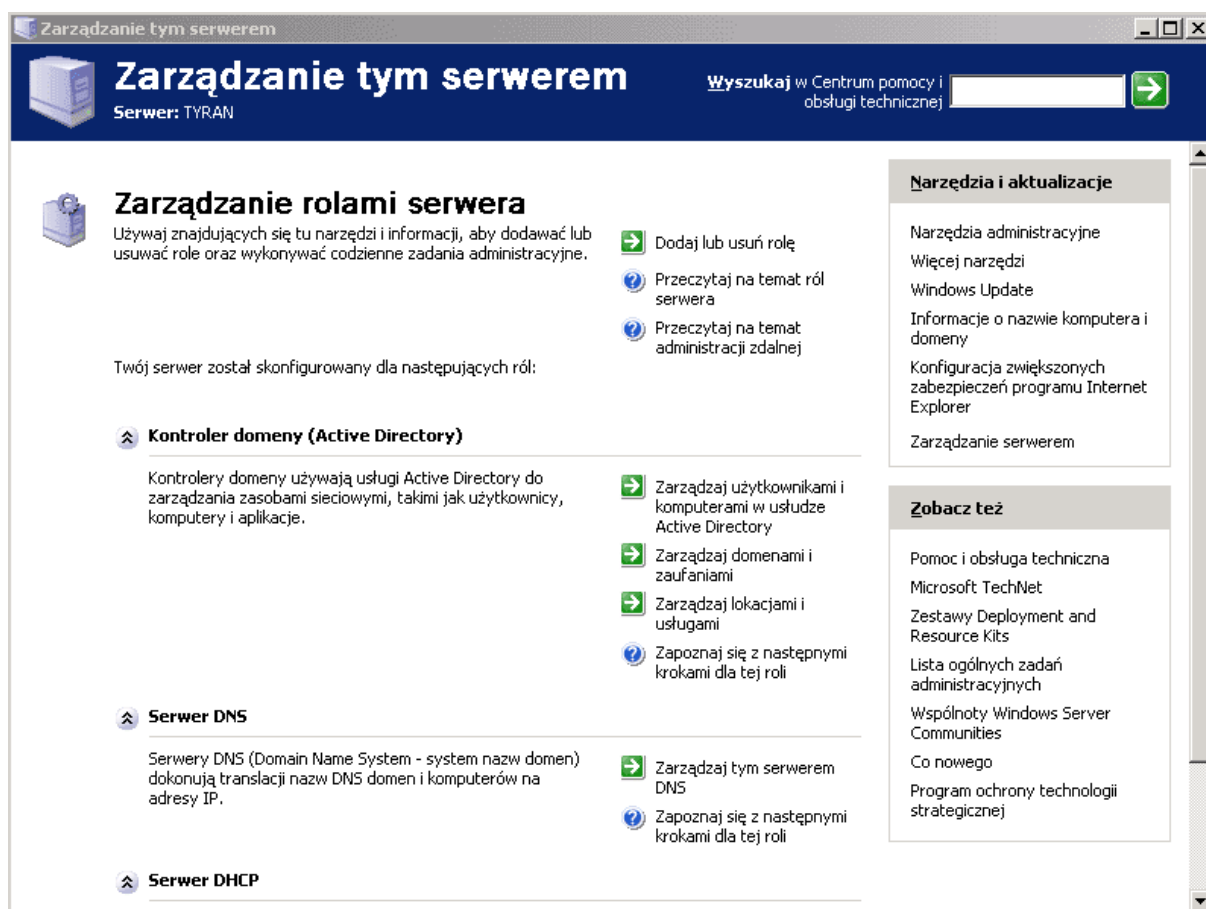 Zarządzanie tym serwerem
Zarządzanie tym serwerem
Serwer: TYRAN
Wyszukaj w Centrum pomocy i
obsługi technicznej
Zarządzanie rolami serwera
Używaj znajdujących się tu narzędzi i informacji, aby dodawać lub
usuwać role oraz wykonywać codzienne zadania administracyjne.
Dodaj lub usuń rolę
Przeczytaj na temat ról
serwera
Przeczytaj na temat
administracji zdalnej
Twój serwer został skonfigurowany dla następujących ról:
Kontroler domeny (Active Directory)
Kontrolery domeny używają usługi Active Directory do
zarządzania zasobami sieciowymi, takimi jak użytkownicy,
komputery i aplikacje.
Zarządzaj użytkownikami i
komputerami w usłudze
Active Directory
Zarządzaj domenami i
zaufaniami
Zarządzaj lokacjami i
usługami
Zapoznaj się z następnymi
krokami dla tej roli
Serwer DNS
Serwery DNS (Domain Name System - system nazw domen)
dokonują translacji nazw DNS domen i komputerów na
adresy IP.
Zarządzaj tym serwerem
DNS
Zapoznaj się z następnymi
krokami dla tej roli
Serwer DHCP
Narzędzia i aktualizacje
Narzędzia administracyjne
Więcej narzędzi
Windows Update
Informacje o nazwie komputera i
domeny
Konfiguracja zwiększonych
zabezpieczeń programu Internet
Explorer
Zarządzanie serwerem
Zobacz też
Pomoc i obsługa techniczna
Microsoft TechNet
Zestawy Deployment and
Resource Kits
Lista ogólnych zadań
administracyjnych
Wspólnoty Windows Server
Communities
Co nowego
Program ochrony technologii
strategicznej